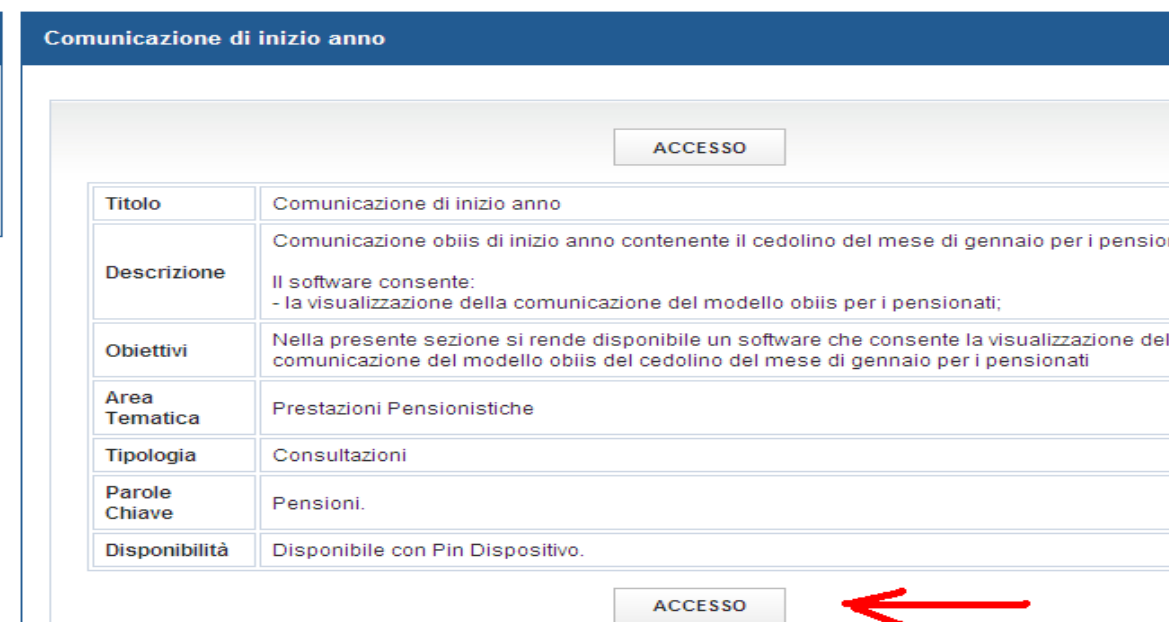 Comunicazione di inizio anno
ACCESSO
Titolo
Comunicazione di inizio anno
Descrizione
Comunicazione obiis di inizio anno contenente il cedolino del mese di gennaio per i
Il software consente:
- la visualizzazione della comunicazione del modello obiis per i pensionati;
Obiettivi
Nella presente sezione si rende disponibile un software che consente la visualizzazione
comunicazione del modello obiis del cedolino del mese di gennaio per i pensionati
Area
Tematica
Prestazioni Pensionistiche
Tipologia
Consultazioni
Parole
Chiave
Pensioni.
Disponibilità
Disponibile con Pin Dispositivo.
ACCESSO